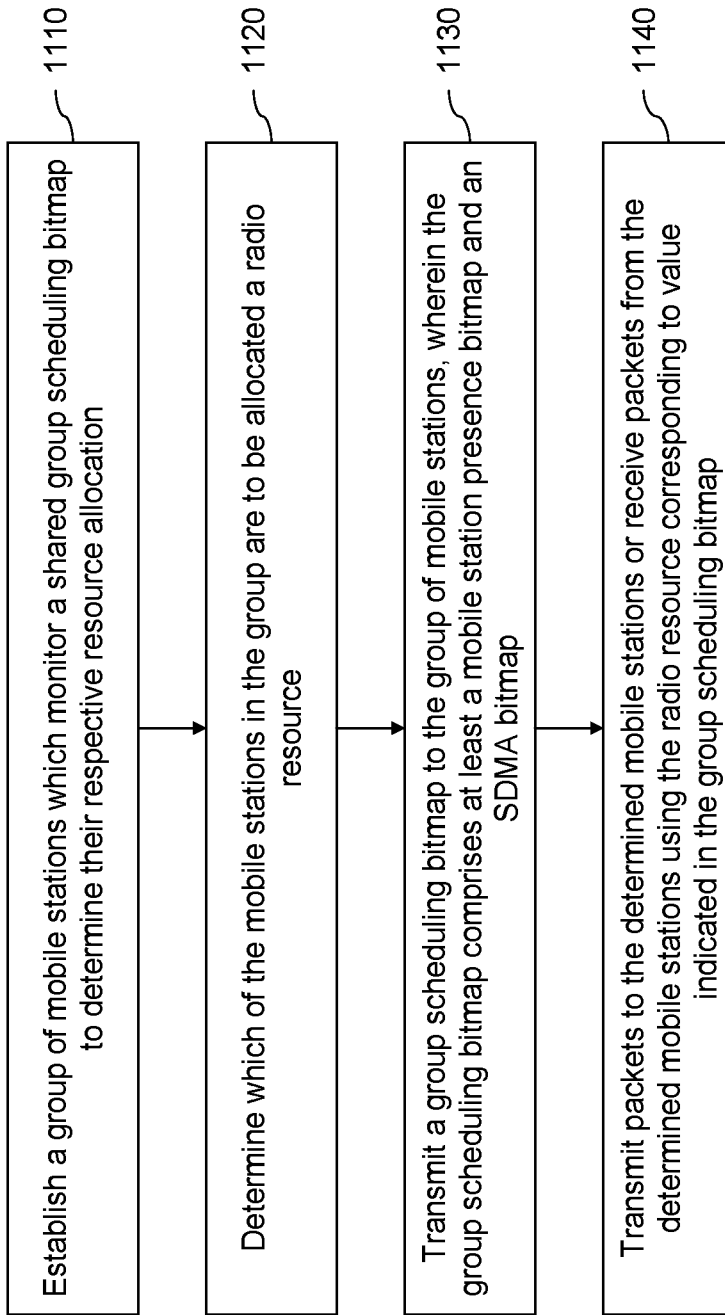 Establish a group of mobile stations which monitor a shared group scheduling bitmap
to determine their respective resource allocation
1110
Determine which of the mobile stations in the group are to be allocated a radio
resource
1120
Transmit a group scheduling bitmap to the group of mobile stations, wherein the
group scheduling bitmap comprises at least a mobile station presence bitmap and an
SDMA bitmap
1130
Transmit packets to the determined mobile stations or receive packets from the
determined mobile stations using the radio resource corresponding to value
indicated in the group scheduling bitmap
1140